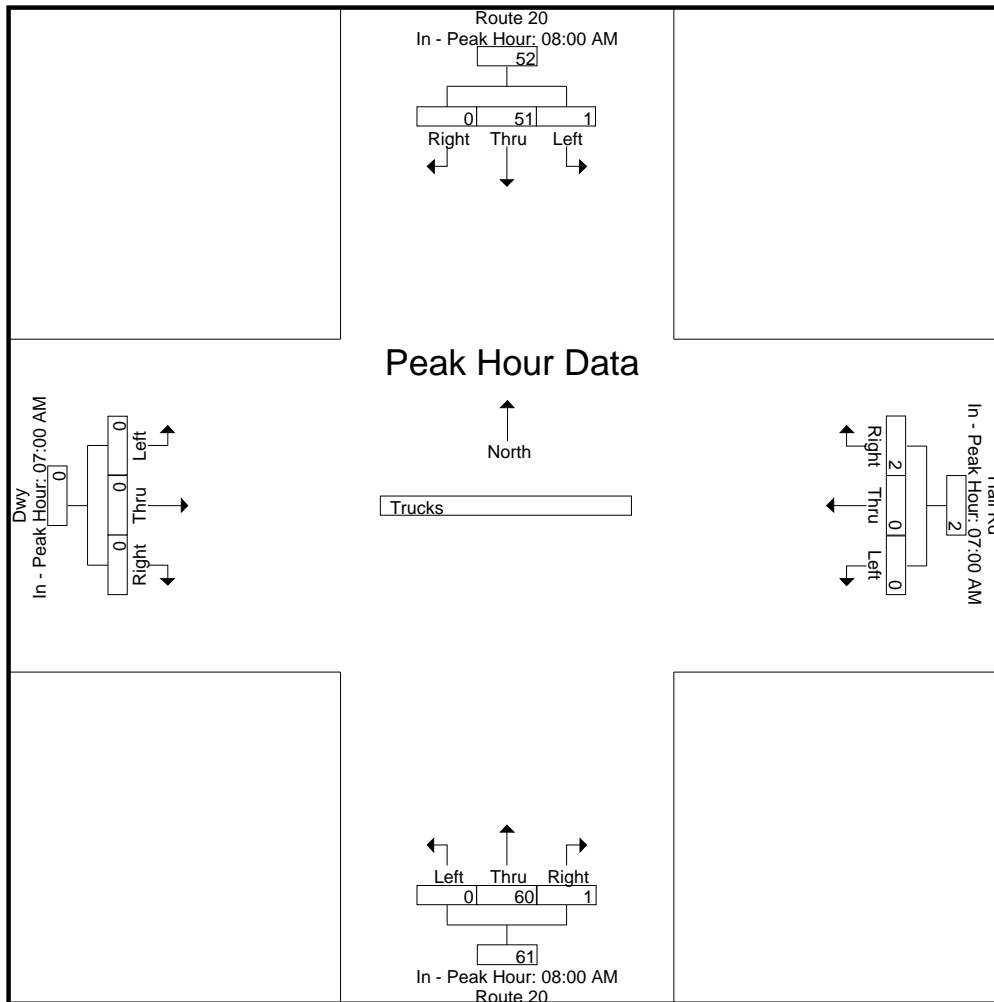 Route 20
In - Peak Hour: 08:00 AM
52
0 51 1
Right Thru Left
Peak Hour Data
North
Trucks
Dwy
In - Peak Hour: 07:00 AM
0
0 0 0
Left Thru Right
Rd
In - Peak Hour: 07:00 AM
2
2 0 0
Right Thru Left
Left Thru Right
0 60 1
61
In - Peak Hour: 08:00 AM
Route 20